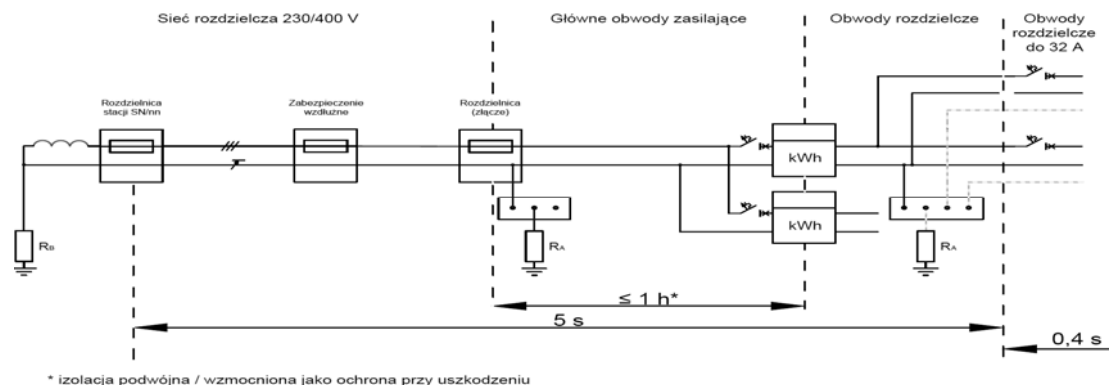 Sieć rozdzielcza 230/400 V
Główne obwody zasilające
Obwody rozdzielcze
Obwody
rozdzielcze
do 32 A
Rozdzielnica
stacji SN/nn
Zabezpieczenie
wzdłużne
Rozdzielnica
(złącze)
kWh
kWh
RB
RA
RA
≤ 1 h*
5 s
0,4 s
* izolacja podwójna / wzmocniona jako ochrona przy uszkodzeniu